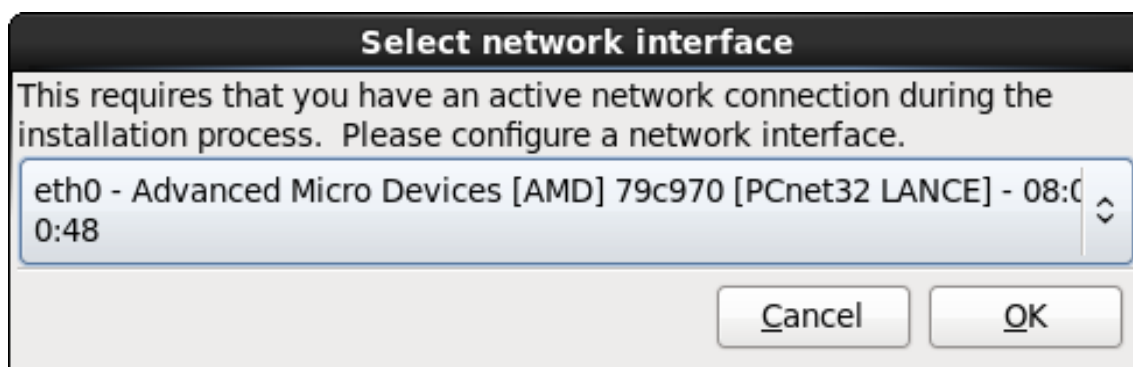 Select network interface
This requires that you have an active network connection during the
installation process.  Please configure a network interface.
eth0 - Advanced Micro Devices [AMD] 79c970 [PCnet32 LANCE] - 08:0
0:48
Cancel
OK